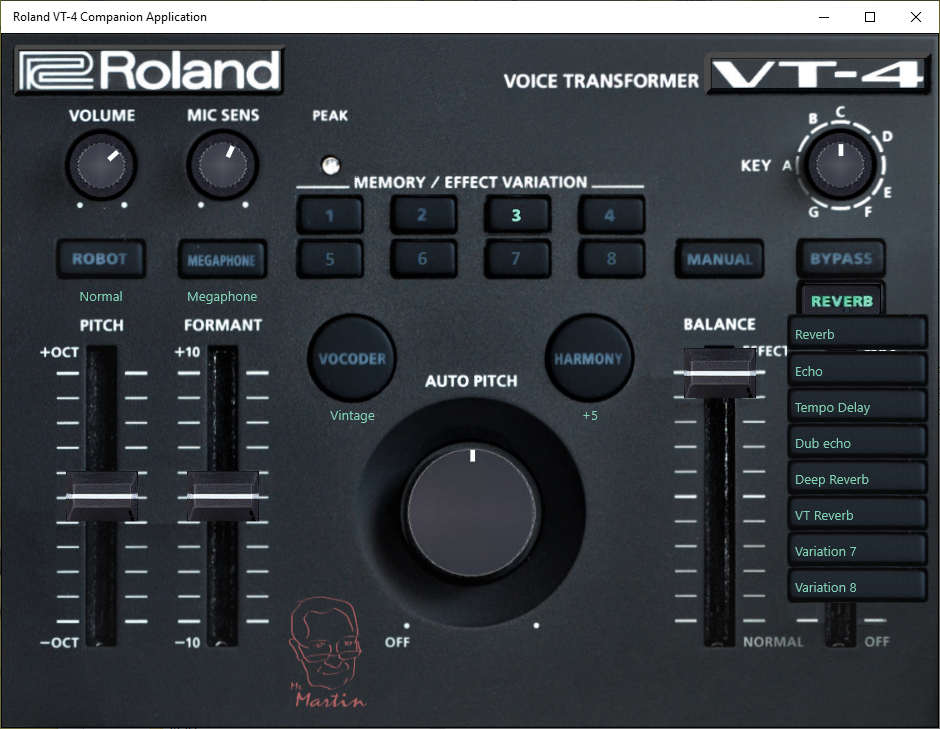 Roland VT-4 Companion Application
Roland
VOICE TRANSFORMER VT-4
VOLUME
MIC SENS
PEAK
B C D
KEY A
E
G F
MEMORY / EFFECT VARIATION
1 2 3 4
5 6 7 8
ROBOT
MEGAPHONE
MANUAL
BYPASS
Normal
Megaphone
REVERB
PITCH
FORMANT
VOCODER
HARMONY
BALANCE
Reverb
+OCT
+10
EFFECT
Echo
AUTO PITCH
Vintage
+5
Tempo Delay
Dub echo
Deep Reverb
VT Reverb
Variation 7
Variation 8
-OCT
-10
OFF
NORMAL
OFF
Mr
Martin